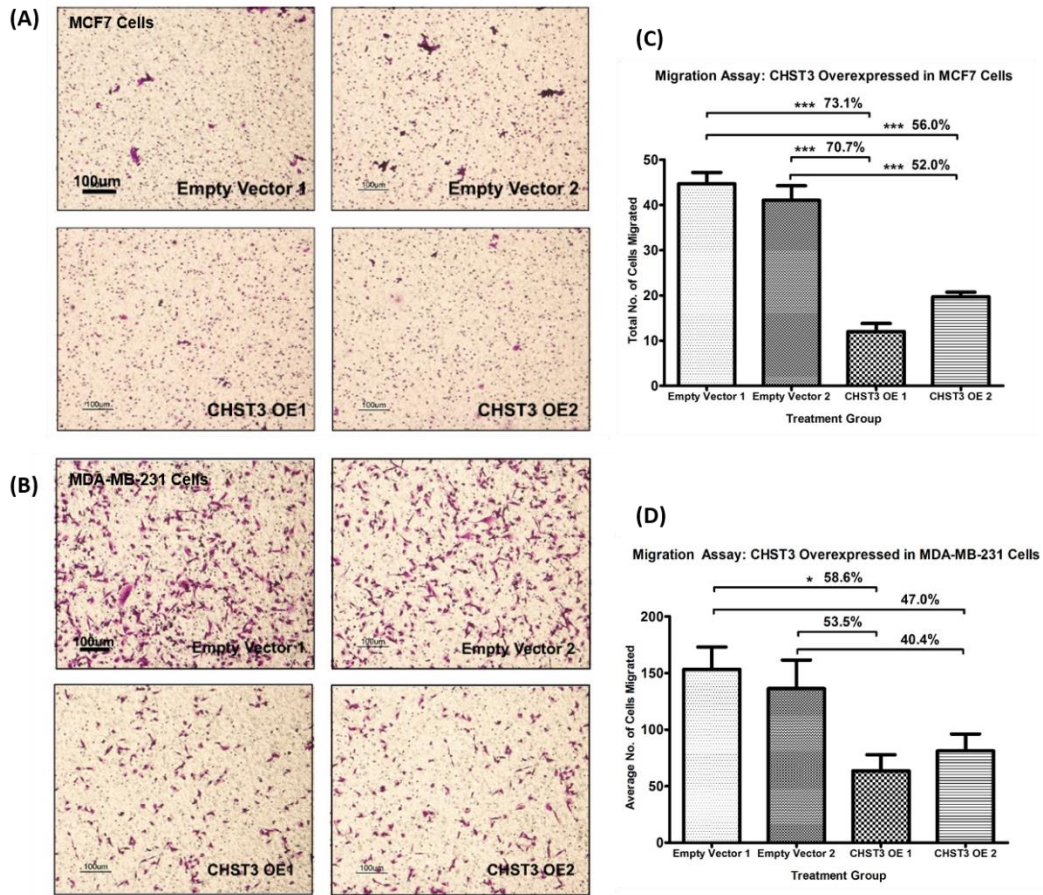 (A)
MCF7 Cells
100um
Empty Vector 1
100um
Empty Vector 2
100um
CHST3 OE1
100um
CHST3 OE2
(B)
MDA-MB-231 Cells
100um
Empty Vector 1
100um
Empty Vector 2
100um
CHST3 OE1
100um
CHST3 OE2
(C)
Migration Assay: CHST3 Overexpressed in MCF7 Cells
*** 73.1%
*** 56.0%
*** 70.7%
*** 52.0%
Total No. of Cells Migrated
50
40
30
20
10
0
Empty Vector 1 Empty Vector 2 CHST3 OE 1 CHST3 OE 2
Treatment Group
(D)
Migration Assay: CHST3 Overexpressed in MDA-MB-231 Cells
* 58.6%
47.0%
53.5%
40.4%
Average No. of Cells Migrated
200
150
100
50
0
Empty Vector 1 Empty Vector 2 CHST3 OE 1 CHST3 OE 2
Treatment Group